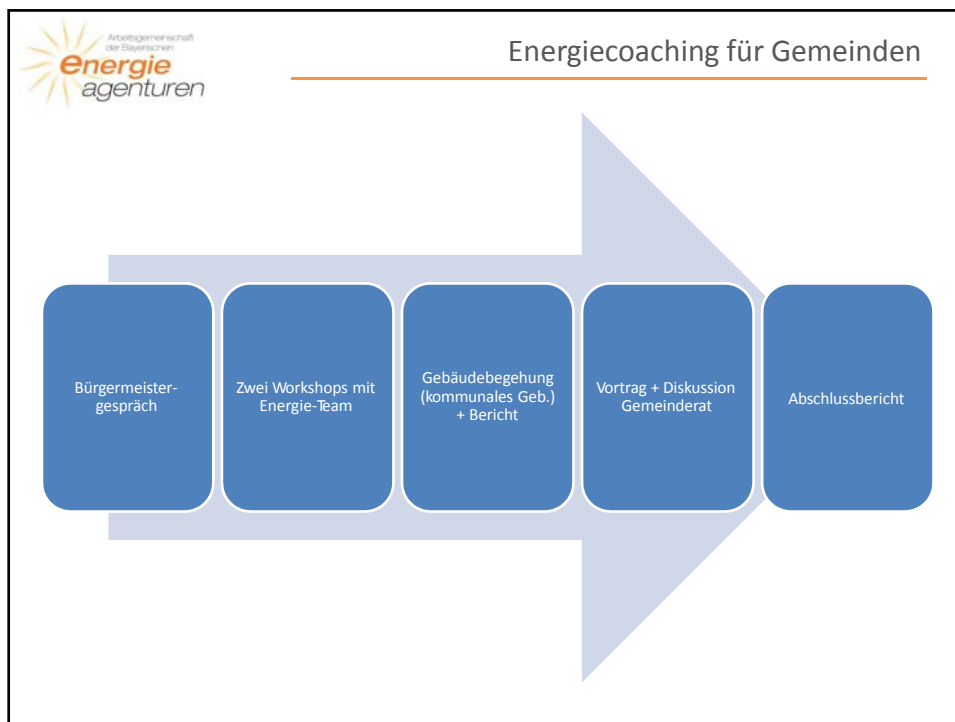 Arbeitsgemeinschaft
der Bayerischen
energie
agenturen
Energiecoaching für Gemeinden
Bürgermeister-
gespräch
Zwei Workshops mit
Energie-Team
Gebäudebegehung
(kommunales Geb.)
+ Bericht
Vortrag + Diskussion
Gemeinderat
Abschlussbericht